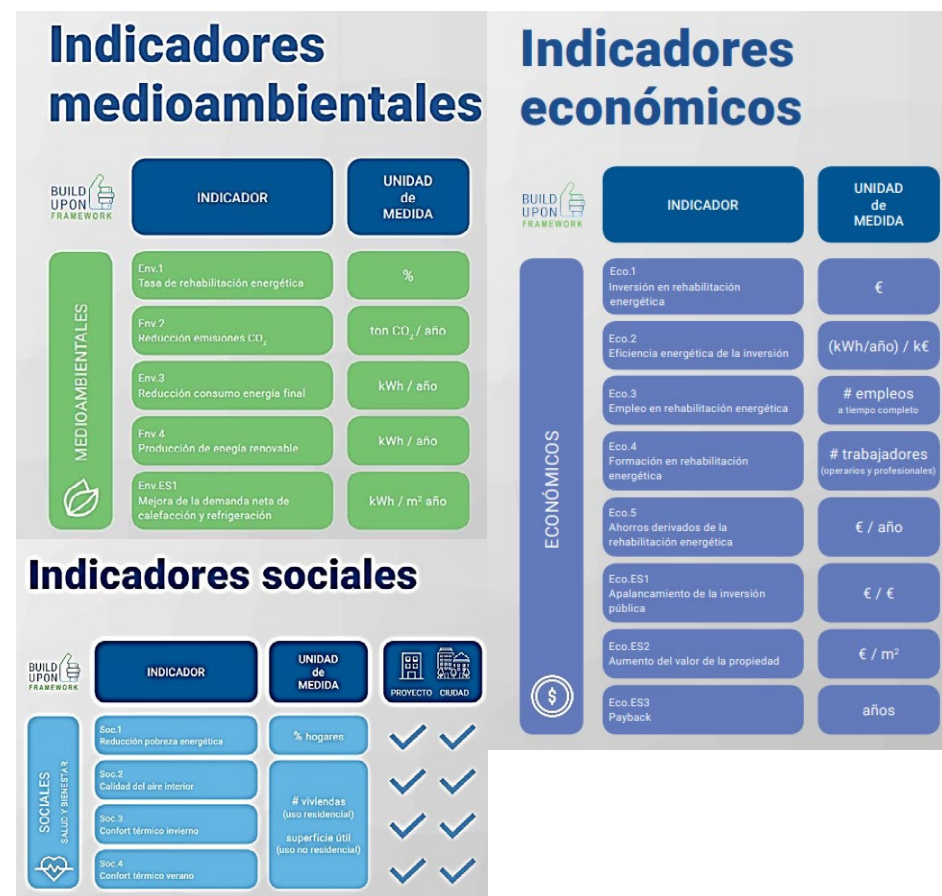 Indicadores
medioambientales
BUILD
UPON
FRAMEWORK
INDICADOR
UNIDAD
de
MEDIDA
MEDIOAMBIENTALES
Env.1
Tasa de rehabilitación energética
%
Env.2
Reducción emisiones CO₂
ton CO₂ / año
Env.3
Reducción consumo energía final
kWh / año
Env.4
Producción de enegía renovable
kWh / año
Env.ES1
Mejora de la demanda neta de
calefacción y refrigeración
kWh / m² año
Indicadores
económicos
BUILD
UPON
FRAMEWORK
INDICADOR
UNIDAD
de
MEDIDA
ECONÓMICOS
Eco.1
Inversión en rehabilitación
energética
€
Eco.2
Eficiencia energética de la inversión
(kWh/año) / k€
Eco.3
Empleo en rehabilitación energética
# empleos
a tiempo completo
Eco.4
Formación en rehabilitación
energética
# trabajadores
(operarios y profesionales)
Eco.5
Ahorros derivados de la
rehabilitación energética
€ / año
Eco.ES1
Apalancamiento de la inversión
pública
€ / €
Eco.ES2
Aumento del valor de la propiedad
€ / m²
Eco.ES3
Payback
años
$
Indicadores sociales
BUILD
UPON
FRAMEWORK
INDICADOR
UNIDAD
de
MEDIDA
PROYECTO CIUDAD
SOCIALES
SALUD Y BIENESTAR
Soc.1
Reducción pobreza energética
% hogares
Soc.2
Calidad del aire interior
Soc.3
Confort térmico invierno
Soc.4
Confort térmico verano
# viviendas
(uso residencial)
superficie útil
(uso no residencial)